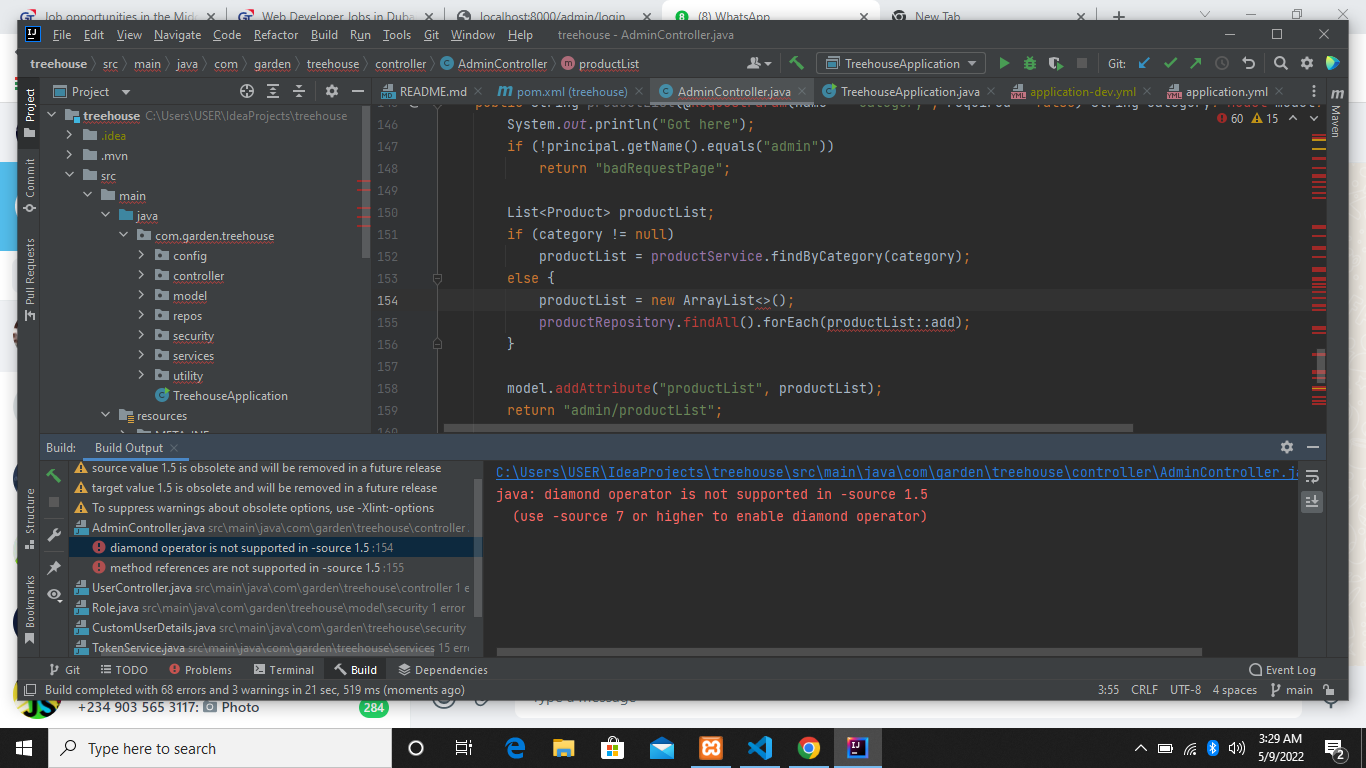 Job opportunities in the Mid
Web Developer Jobs in Duba
localhost:8000/admin/login
(8) WhatsApp
New Tab
File Edit View Navigate Code Refactor Build Run Tools Git Window Help treehouse - AdminController.java
treehouse src main java com garden treehouse controller AdminController productList TreehouseApplication Git:
Project README.md pom.xml (treehouse) AdminController.java TreehouseApplication.java application-dev.yml application.yml
treehouse C:\Users\USER\IdeaProjects\treehouse
.idea
.mvn
src
main
java
com.garden.treehouse
config
controller
model
repos
security
services
utility
TreehouseApplication
resources
Project
Commit
Pull Requests
Structure
Bookmarks
Maven
60 15
146 System.out.println("Got here");
147 if (!principal.getName().equals("admin"))
148 return "badRequestPage";
149
150 List<Product> productList;
151 if (category != null)
152 productList = productService.findByCategory(category);
153 else {
154 productList = new ArrayList<>();
155 productRepository.findAll().forEach(productList::add);
156 }
157
158 model.addAttribute("productList", productList);
159 return "admin/productList";
Build: Build Output
source value 1.5 is obsolete and will be removed in a future release
target value 1.5 is obsolete and will be removed in a future release
To suppress warnings about obsolete options, use -Xlint:-options
AdminController.java src\main\java\com\garden\treehouse\controller
diamond operator is not supported in -source 1.5 :154
method references are not supported in -source 1.5 :155
UserController.java src\main\java\com\garden\treehouse\controller 1 e
Role.java src\main\java\com\garden\treehouse\model\security 1 error
CustomUserDetails.java src\main\java\com\garden\treehouse\security
TokenService.java src\main\java\com\garden\treehouse\services 15 erro
C:\Users\USER\IdeaProjects\treehouse\src\main\java\com\garden\treehouse\controller\AdminController.ja
java: diamond operator is not supported in -source 1.5
(use -source 7 or higher to enable diamond operator)
Git TODO Problems Terminal Build Dependencies Event Log
Build completed with 68 errors and 3 warnings in 21 sec, 519 ms (moments ago) 3:55 CRLF UTF-8 4 spaces main
+234 903 565 3117: Photo 284
Type here to search
3:29 AM
5/9/2022
2